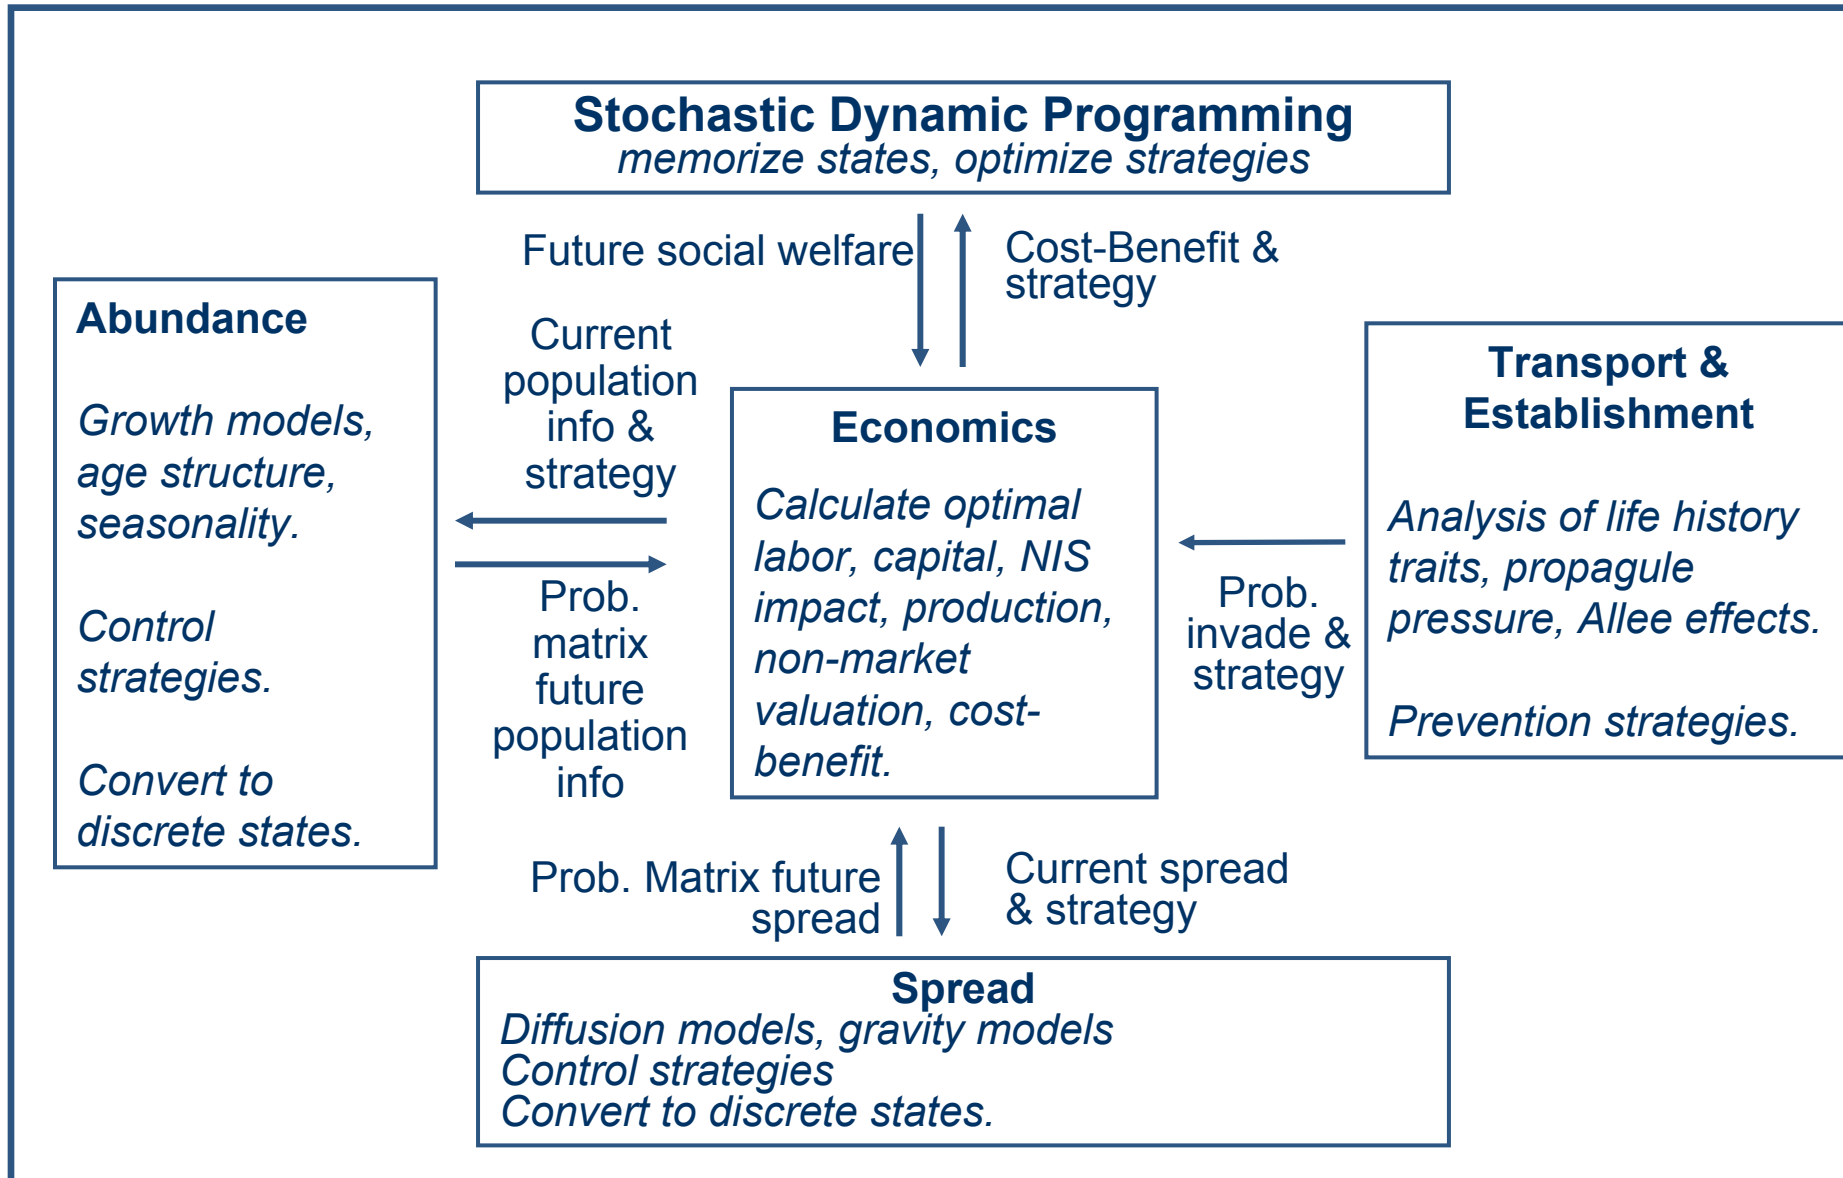 Stochastic Dynamic Programming
memorize states, optimize strategies
Future social welfare
Cost-Benefit &
strategy
Abundance
Growth models,
age structure,
seasonality.
Control
strategies.
Convert to
discrete states.
Current
population
info &
strategy
Prob.
matrix
future
population
info
Economics
Calculate optimal
labor, capital, NIS
impact, production,
non-market
valuation, cost-
benefit.
Prob.
invade &
strategy
Transport &
Establishment
Analysis of life history
traits, propagule
pressure, Allee effects.
Prevention strategies.
Prob. Matrix future
spread
Current spread
& strategy
Spread
Diffusion models, gravity models
Control strategies
Convert to discrete states.